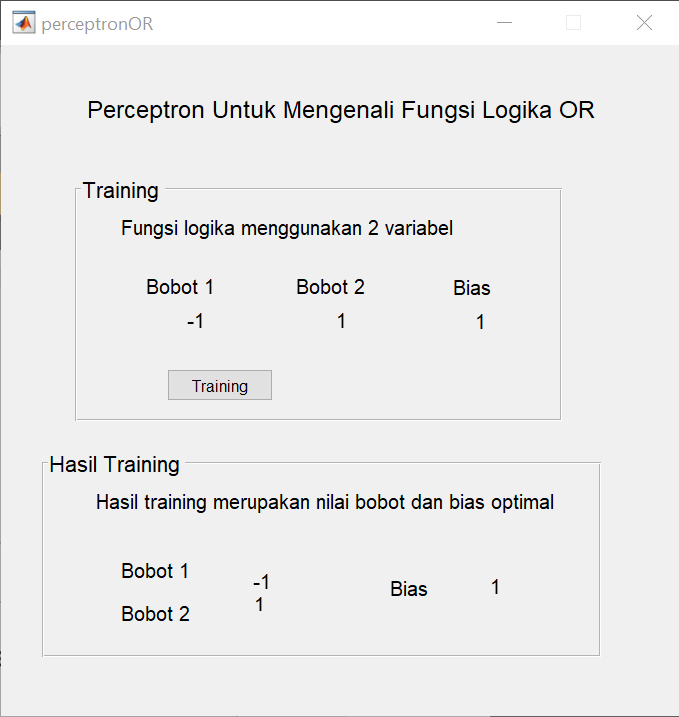 perceptronOR
Perceptron Untuk Mengenali Fungsi Logika OR
Training
Fungsi logika menggunakan 2 variabel
Bobot 1 Bobot 2 Bias
-1 1 1
Training
Hasil Training
Hasil training merupakan nilai bobot dan bias optimal
Bobot 1 -1 Bias 1
Bobot 2 1